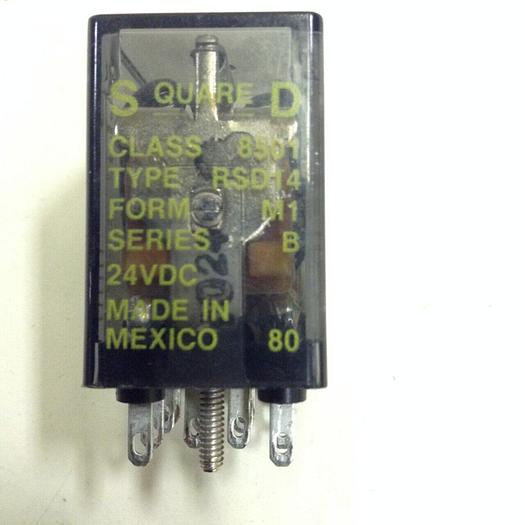 SQUARE D
CLASS 8501
TYPE RSD14
FORM M1
SERIES B
24VDC
MADE IN
MEXICO 80